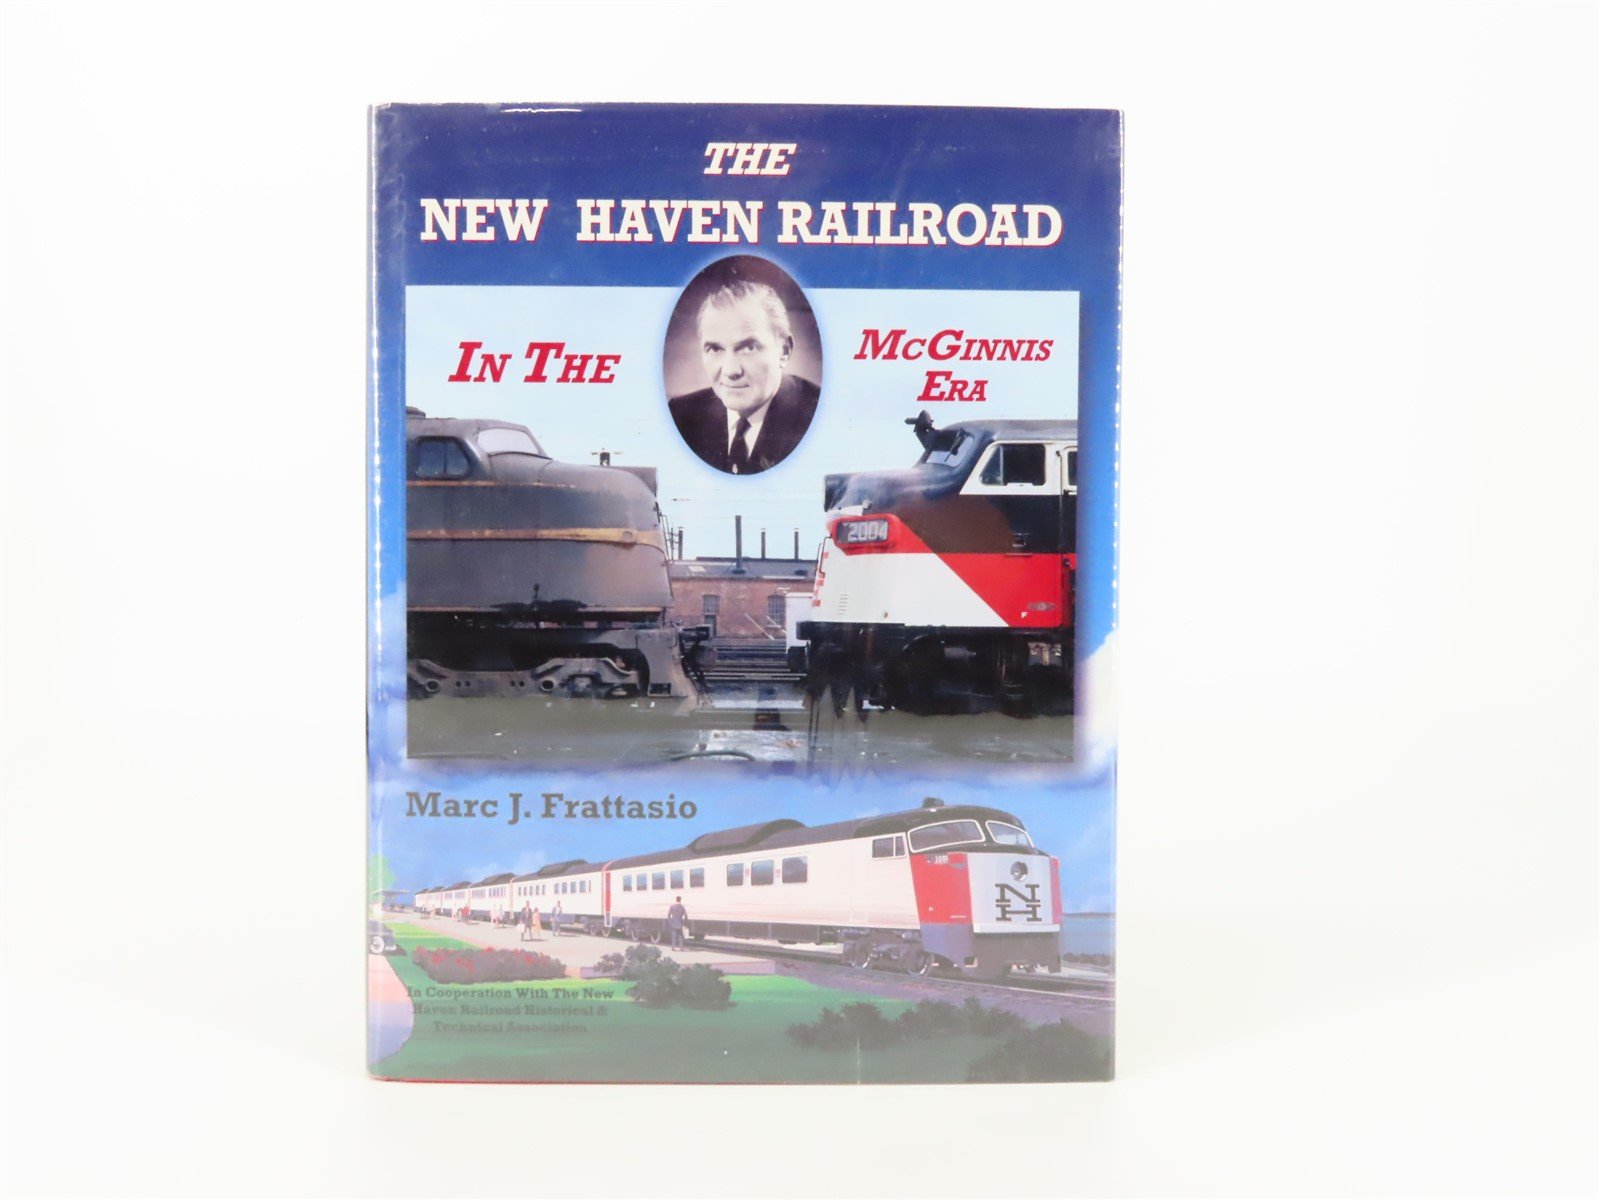 THE
NEW HAVEN RAILROAD
IN THE
MCGINNIS
ERA
2004
Marc J. Frattasio
3391
NH
In Cooperation With The New
Haven Railroad Historical &
Technical Association